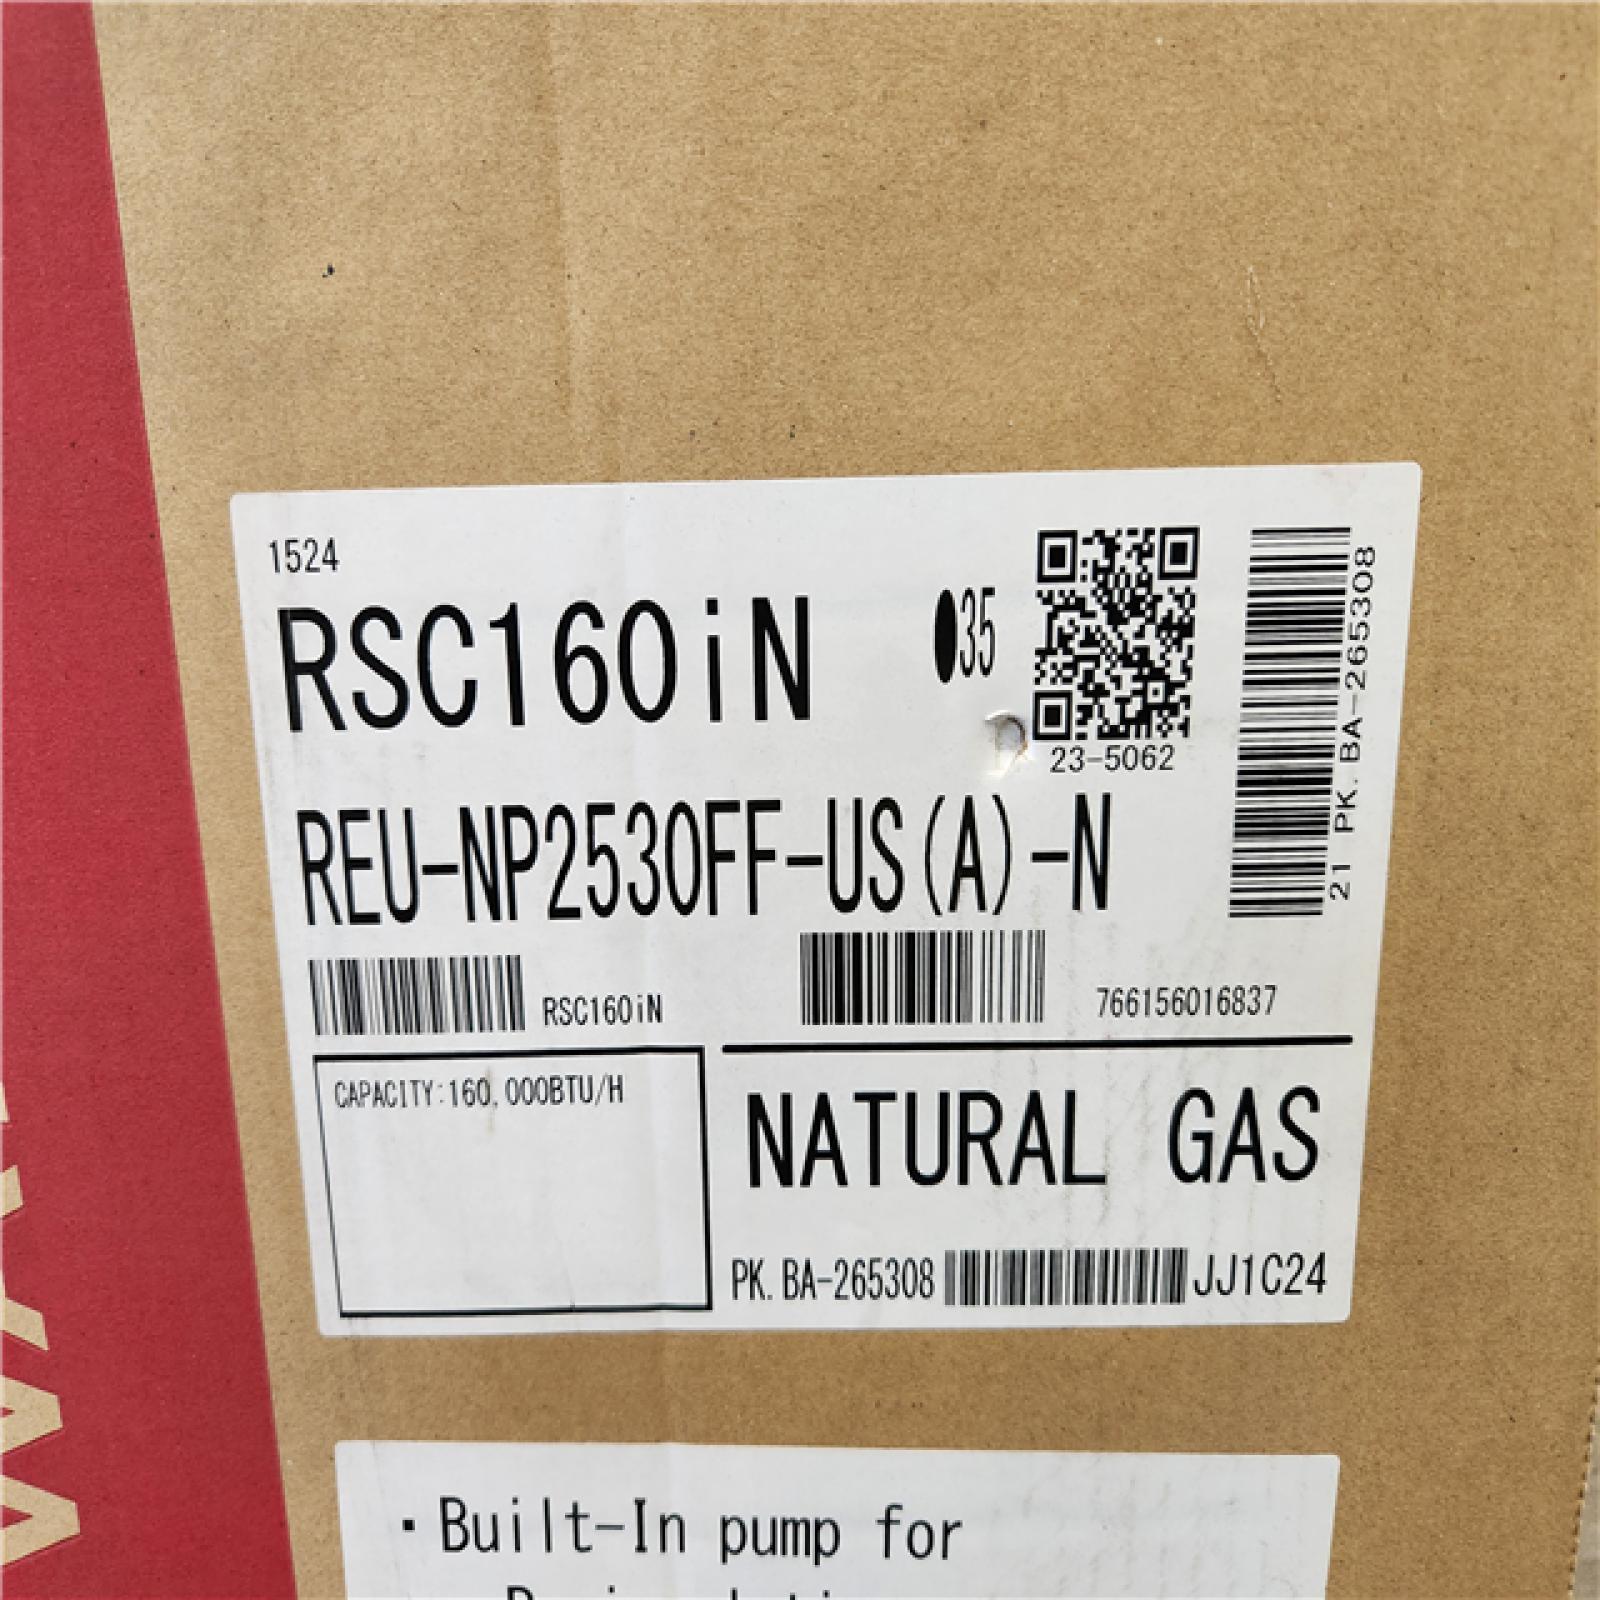 1524
RSC160iN
35
23-5062
21 PK. BA-265308
REU-NP2530FF-US(A)-N
RSC160iN
766156016837
CAPACITY:160,000BTU/H
NATURAL GAS
PK. BA-265308
JJ1C24
・Built-In pump for